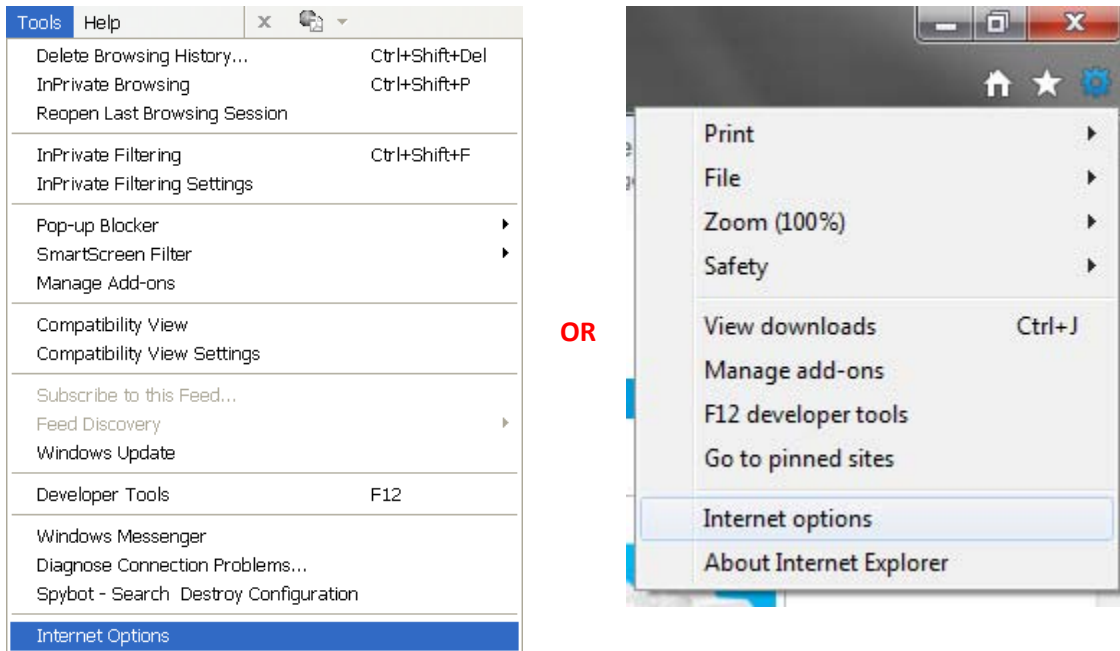 Tools Help
Delete Browsing History... Ctrl+Shift+Del
InPrivate Browsing Ctrl+Shift+P
Reopen Last Browsing Session
InPrivate Filtering Ctrl+Shift+F
InPrivate Filtering Settings
Pop-up Blocker
SmartScreen Filter
Manage Add-ons
Compatibility View
Compatibility View Settings
Subscribe to this Feed...
Feed Discovery
Windows Update
Developer Tools F12
Windows Messenger
Diagnose Connection Problems...
Spybot - Search Destroy Configuration
Internet Options
OR
Print
File
Zoom (100%)
Safety
View downloads Ctrl+J
Manage add-ons
F12 developer tools
Go to pinned sites
Internet options
About Internet Explorer